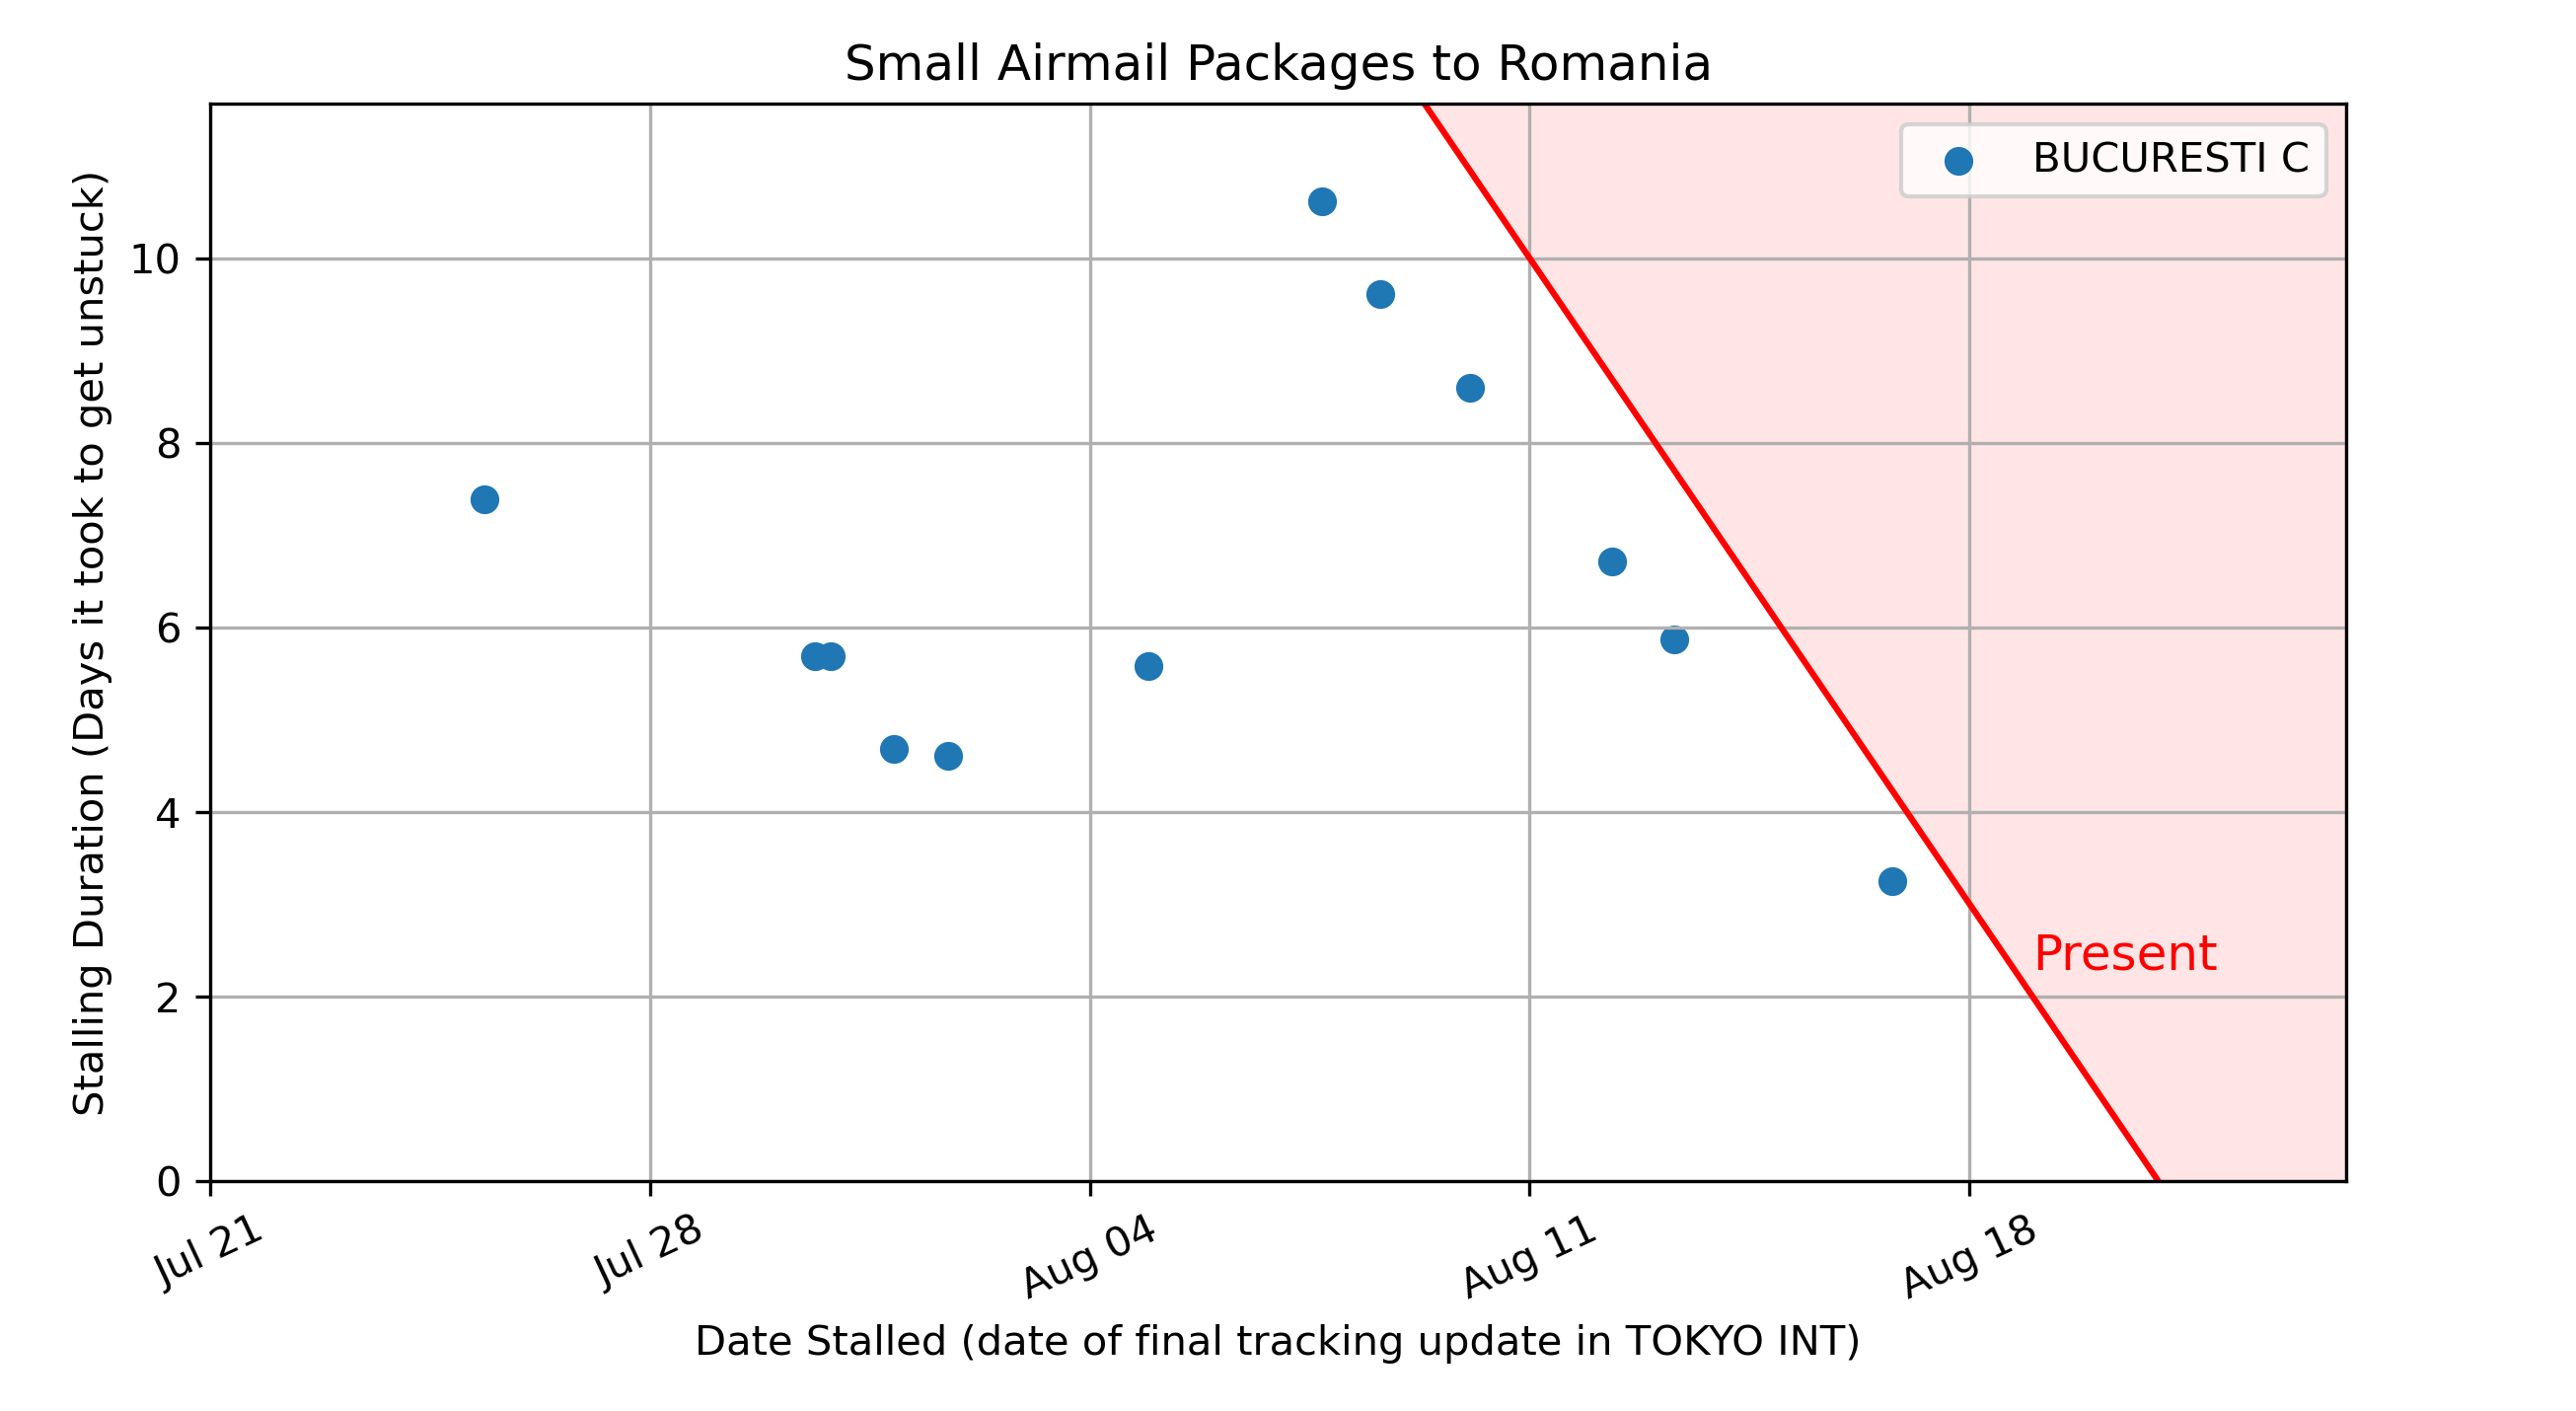 Small Airmail Packages to Romania
BUCURESTI C
Stalling Duration (Days it took to get unstuck)
10
8
6
4
2
0
Present
Jul 21
Jul 28
Aug 04
Aug 11
Aug 18
Date Stalled (date of final tracking update in TOKYO INT)